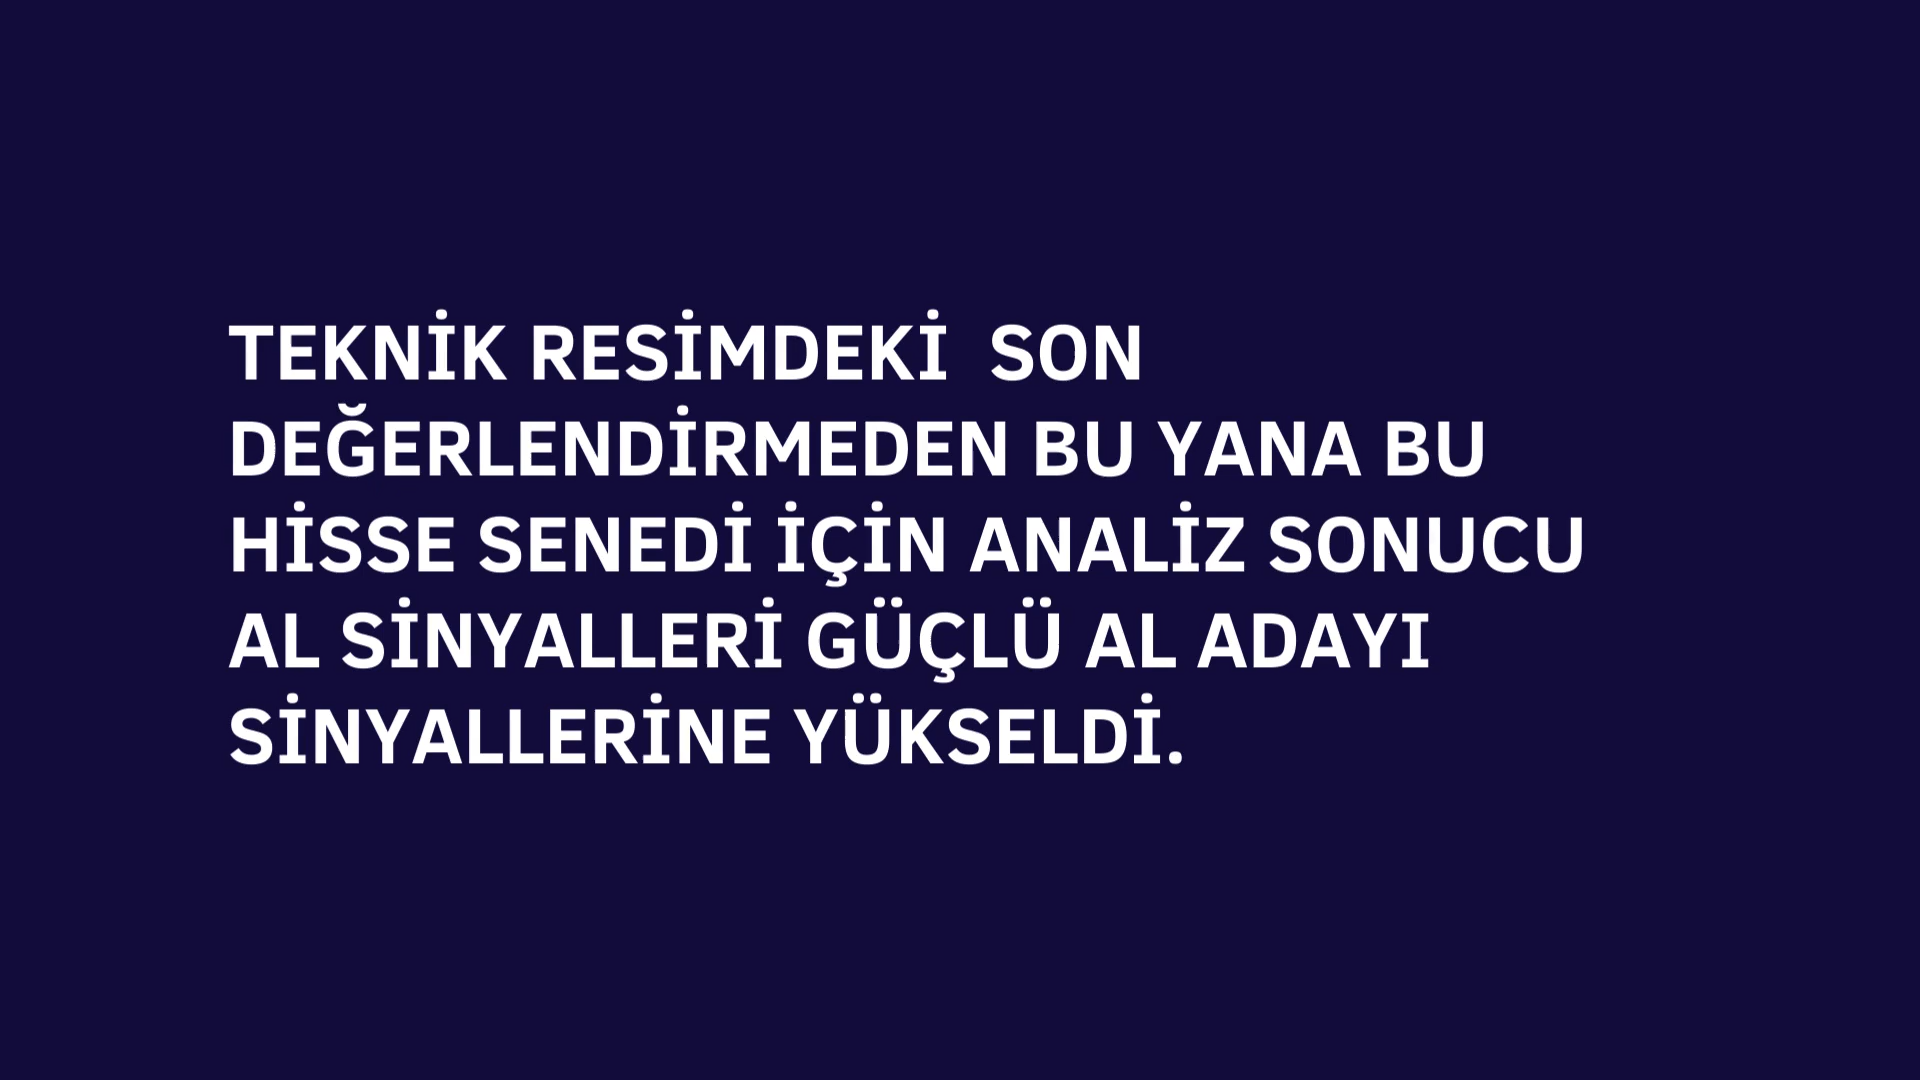 TEKNİK RESİMDEKİ  SON
DEĞERLENDİRMEDEN BU YANA BU
HİSSE SENEDİ İÇİN ANALİZ SONUCU
AL SİNYALLERİ GÜÇLÜ AL ADAYI
SİNYALLERİNE YÜKSELDİ.